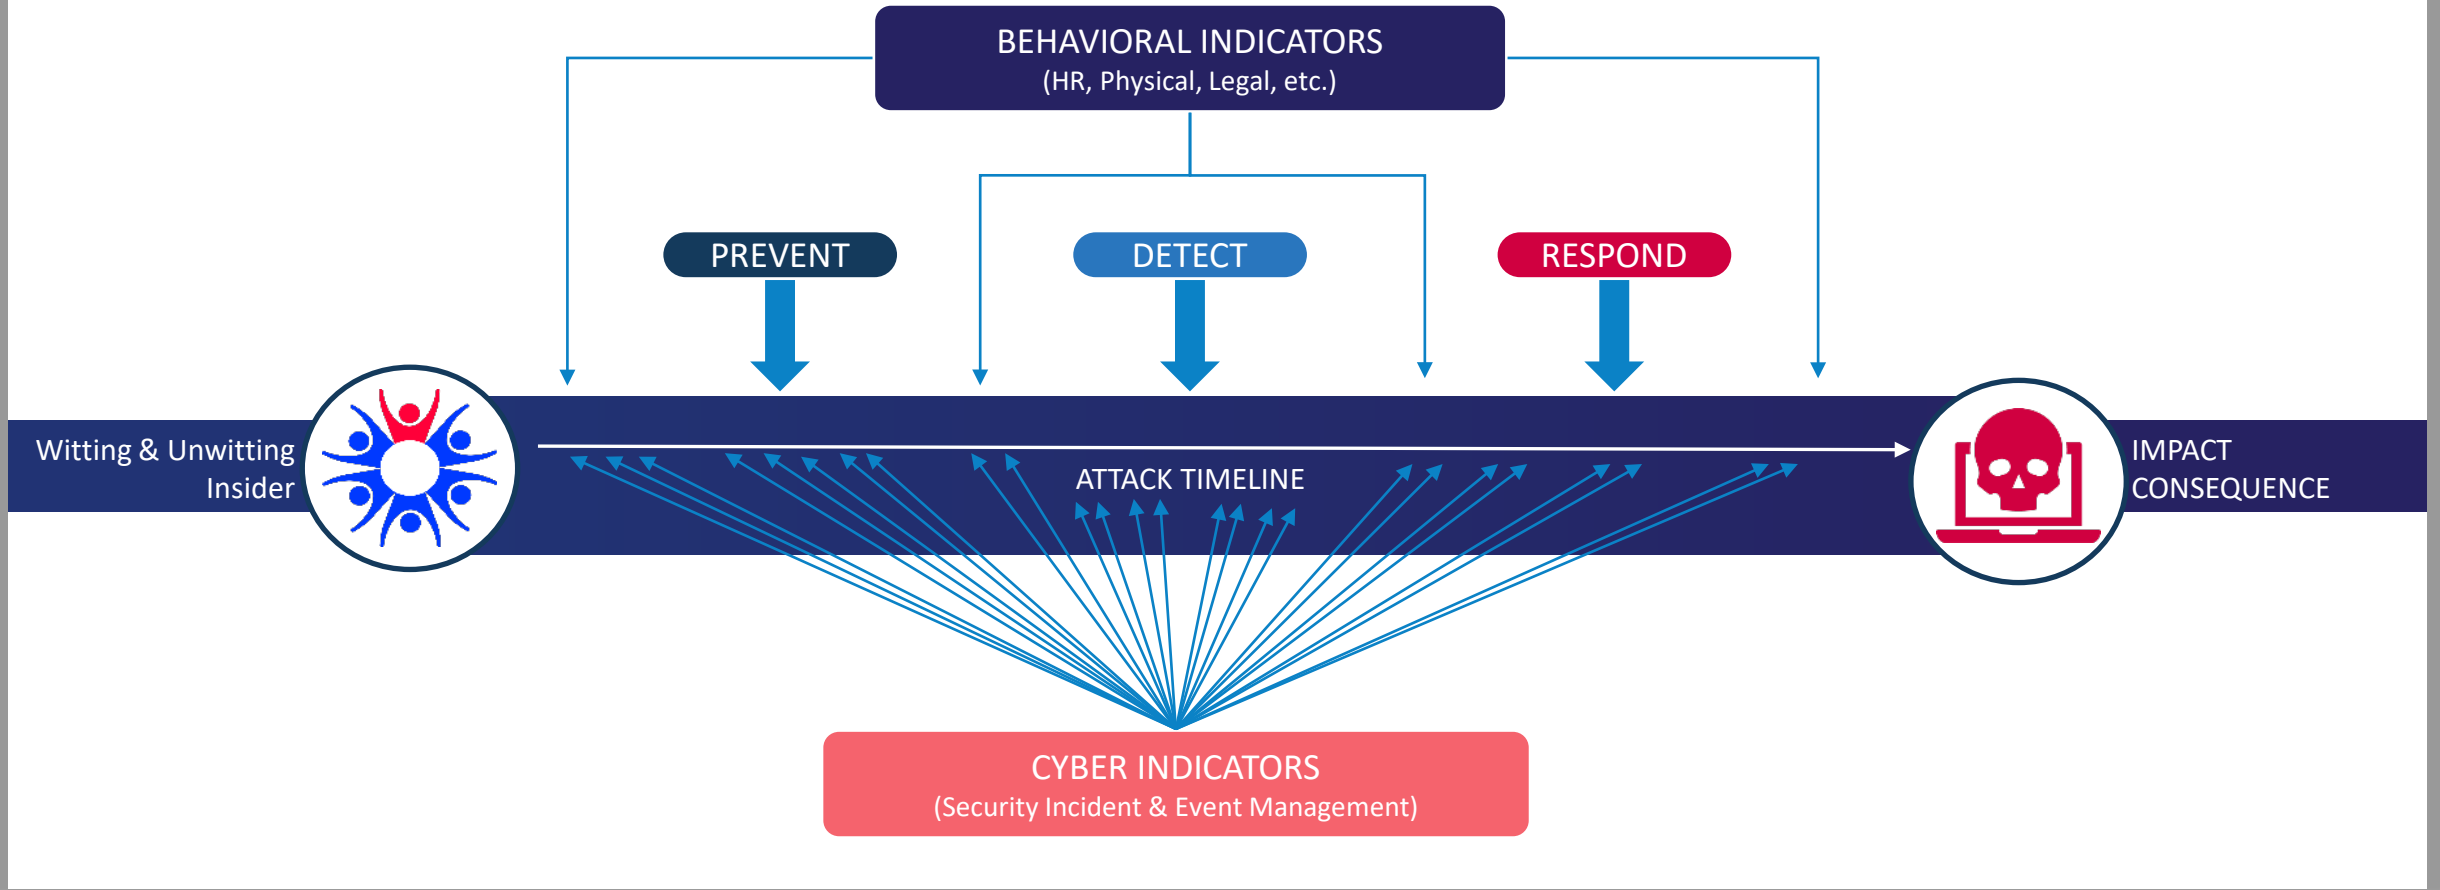 BEHAVIORAL INDICATORS
(HR, Physical, Legal, etc.)
PREVENT
DETECT
RESPOND
Witting & Unwitting
Insider
ATTACK TIMELINE
IMPACT
CONSEQUENCE
CYBER INDICATORS
(Security Incident & Event Management)